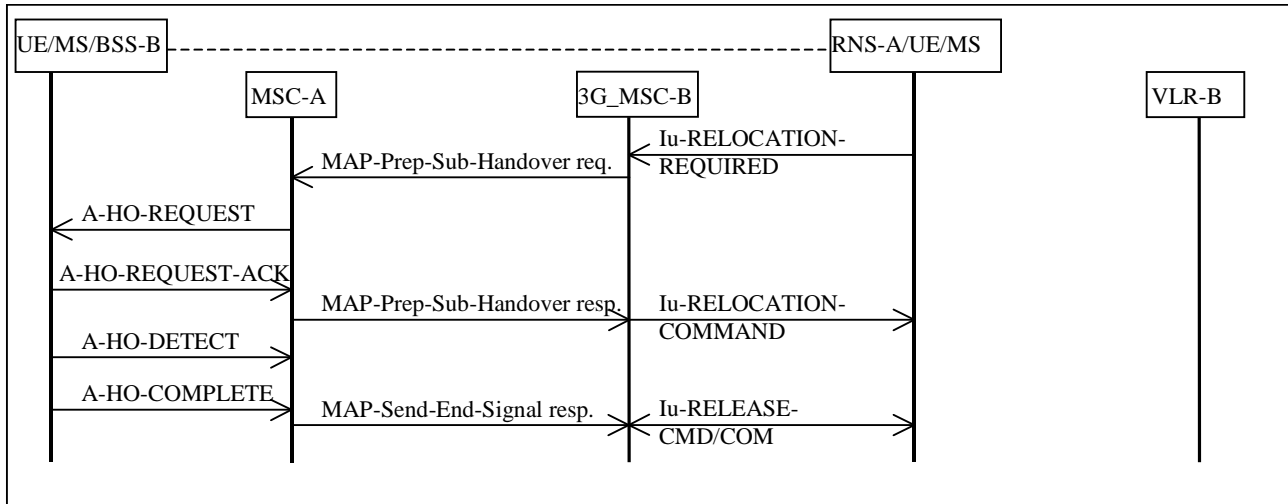 UE/MS/BSS-B
RNS-A/UE/MS
MSC-A
3G_MSC-B
VLR-B
Iu-RELOCATION-
REQUIRED
MAP-Prep-Sub-Handover req.
A-HO-REQUEST
A-HO-REQUEST-ACK
MAP-Prep-Sub-Handover resp.
Iu-RELOCATION-
COMMAND
A-HO-DETECT
A-HO-COMPLETE
MAP-Send-End-Signal resp.
Iu-RELEASE-
CMD/COM